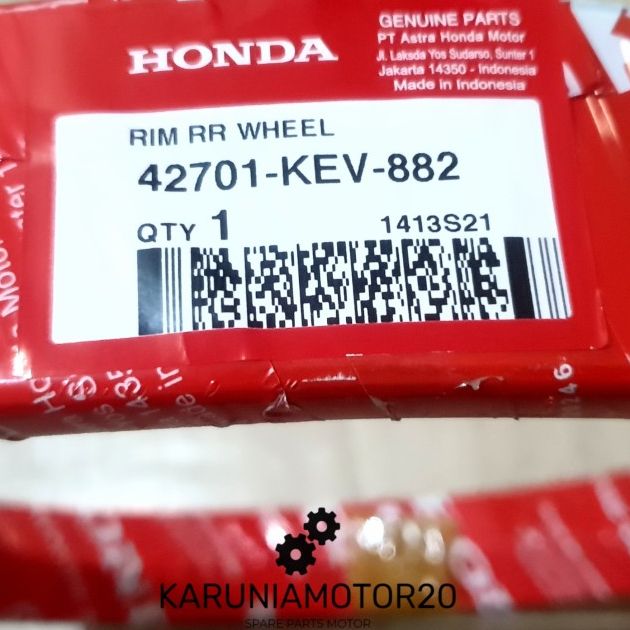 HONDA
GENUINE PARTS
PT Astra Honda Motor
Jl. Laksda Yos Sudarso, Sunter 1
Jakarta 14350 - Indonesia
Made in Indonesia
RIM RR WHEEL
42701-KEV-882
QTY 1
1413S21
KARUNIAMOTOR20
SPARE PARTS MOTOR